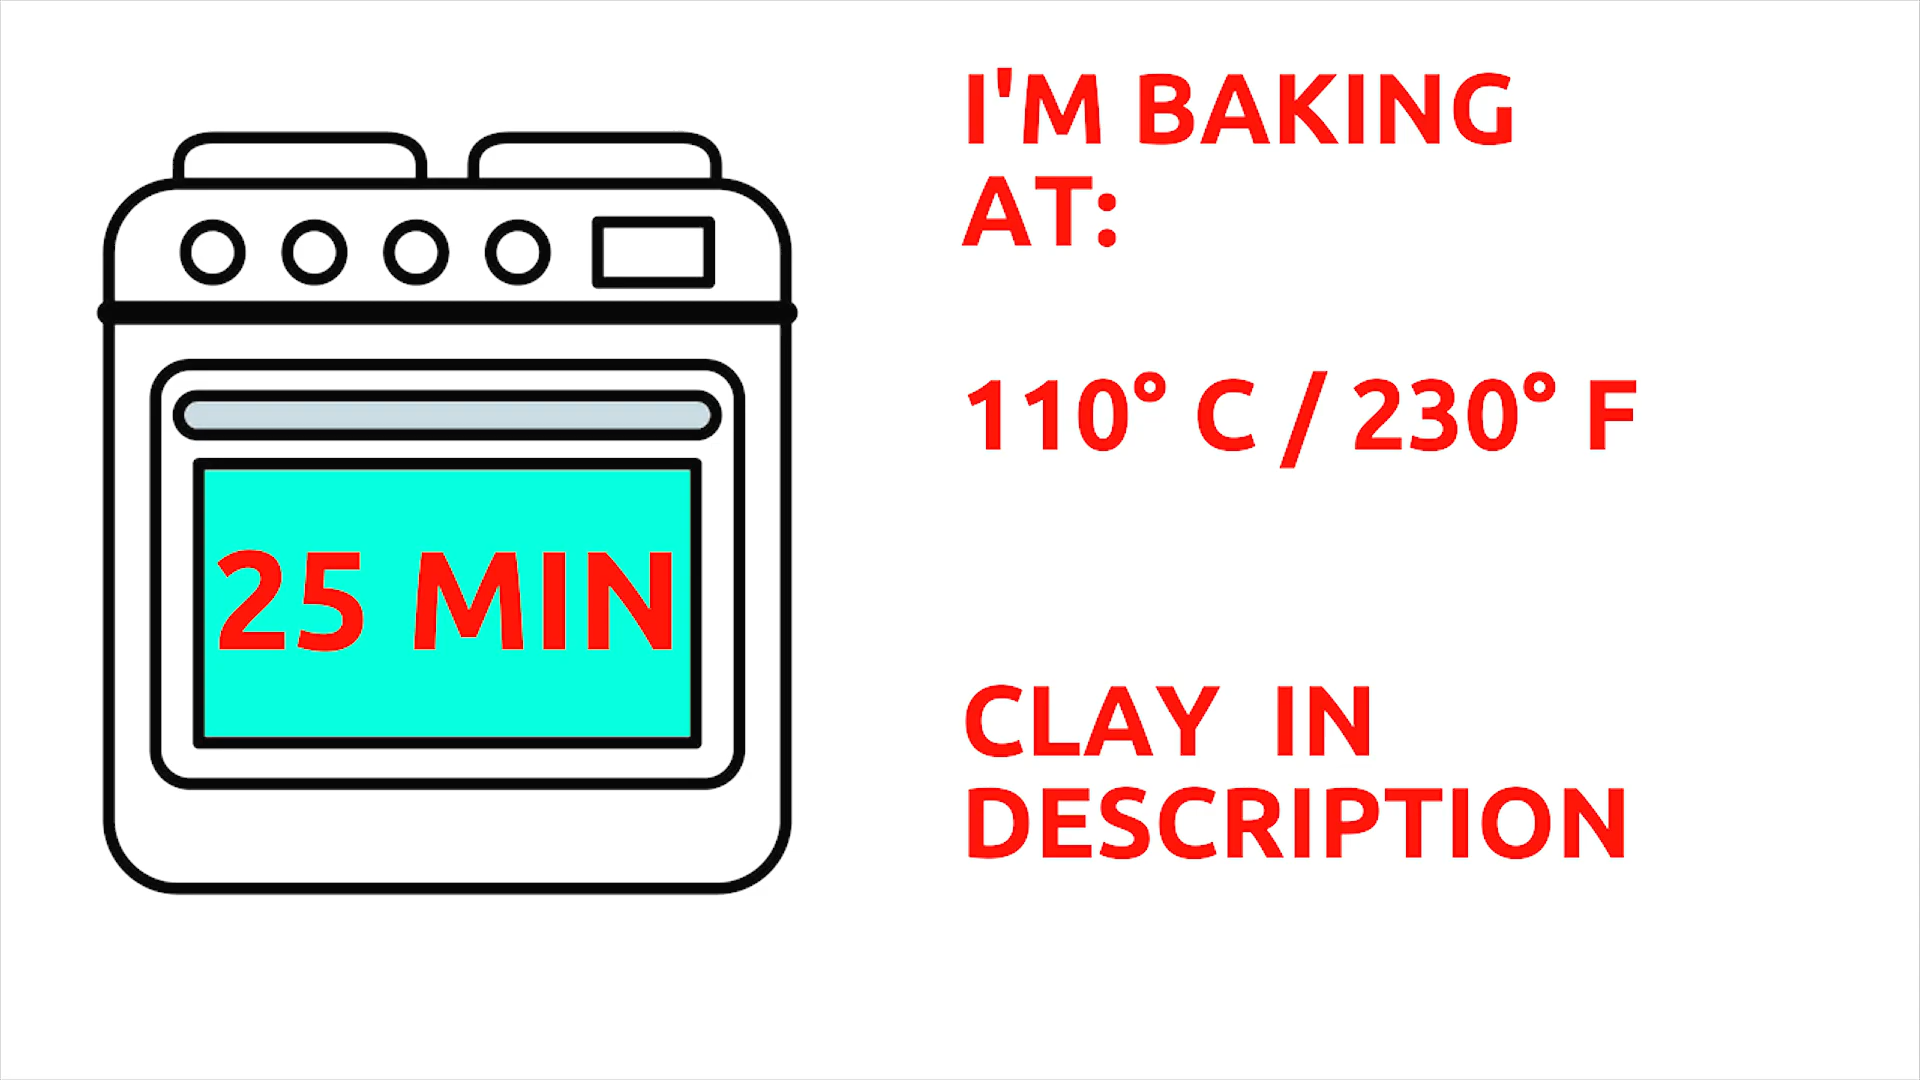 I'M BAKING
AT:
110° C / 230° F
25 MIN
CLAY IN
DESCRIPTION